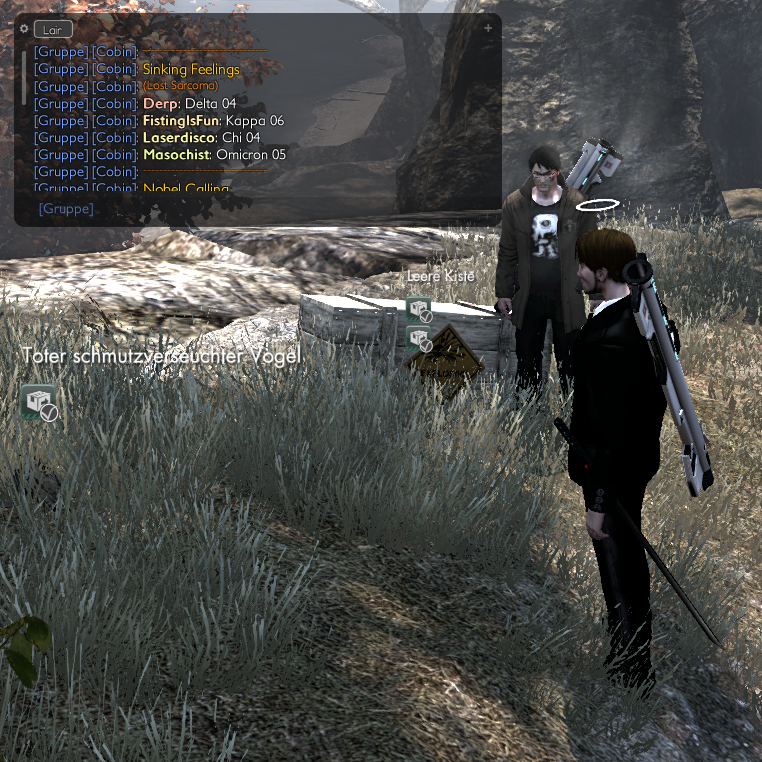 Lair
[Gruppe] [Cobin]: --------------------------------
[Gruppe] [Cobin]: Sinking Feelings
[Gruppe] [Cobin]: (Lost Sarcoma)
[Gruppe] [Cobin]: Derp: Delta 04
[Gruppe] [Cobin]: FistingIsFun: Kappa 06
[Gruppe] [Cobin]: Laserdisco: Chi 04
[Gruppe] [Cobin]: Masochist: Omicron 05
[Gruppe] [Cobin]: --------------------------------
[Gruppe] [Cobin]: Nobel Calling
[Gruppe]
Leere Kiste
Toter schmutzverseuchter Vogel